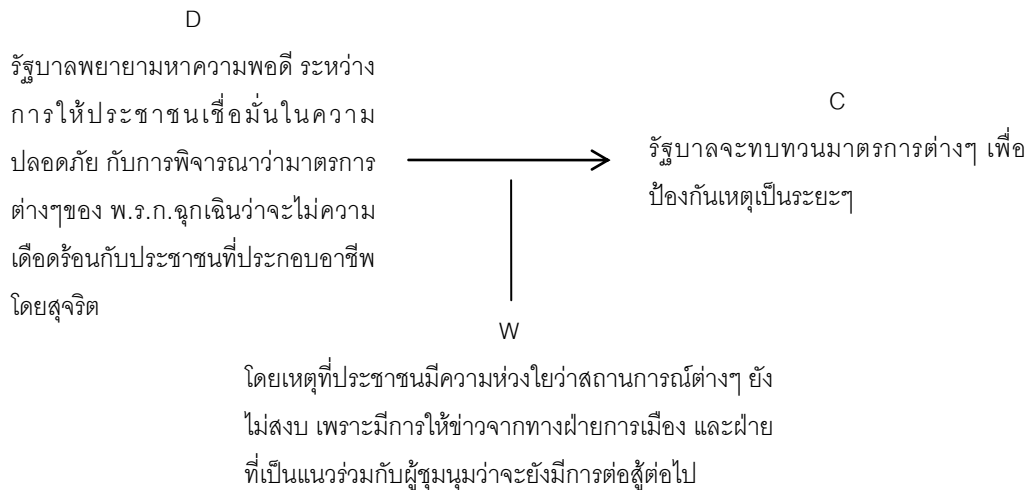 D
รัฐบาลพยายามหาความพอดี ระหว่าง
การให้ประชาชนเชื่อมั่นในความ
ปลอดภัย กับการพิจารณาว่ามาตรการ
ต่างๆของ พ.ร.ก.ฉุกเฉินว่าจะไม่ความ
เดือดร้อนกับประชาชนที่ประกอบอาชีพ
โดยสุจริต
C
รัฐบาลจะทบทวนมาตรการต่างๆ เพื่อ
ป้องกันเหตุเป็นระยะๆ
W
โดยเหตุที่ประชาชนมีความห่วงใยว่าสถานการณ์ต่างๆ ยัง
ไม่สงบ เพราะมีการให้ข่าวจากทางฝ่ายการเมือง และฝ่าย
ที่เป็นแนวร่วมกับผู้ชุมนุมว่าจะยังมีการต่อสู้ต่อไป